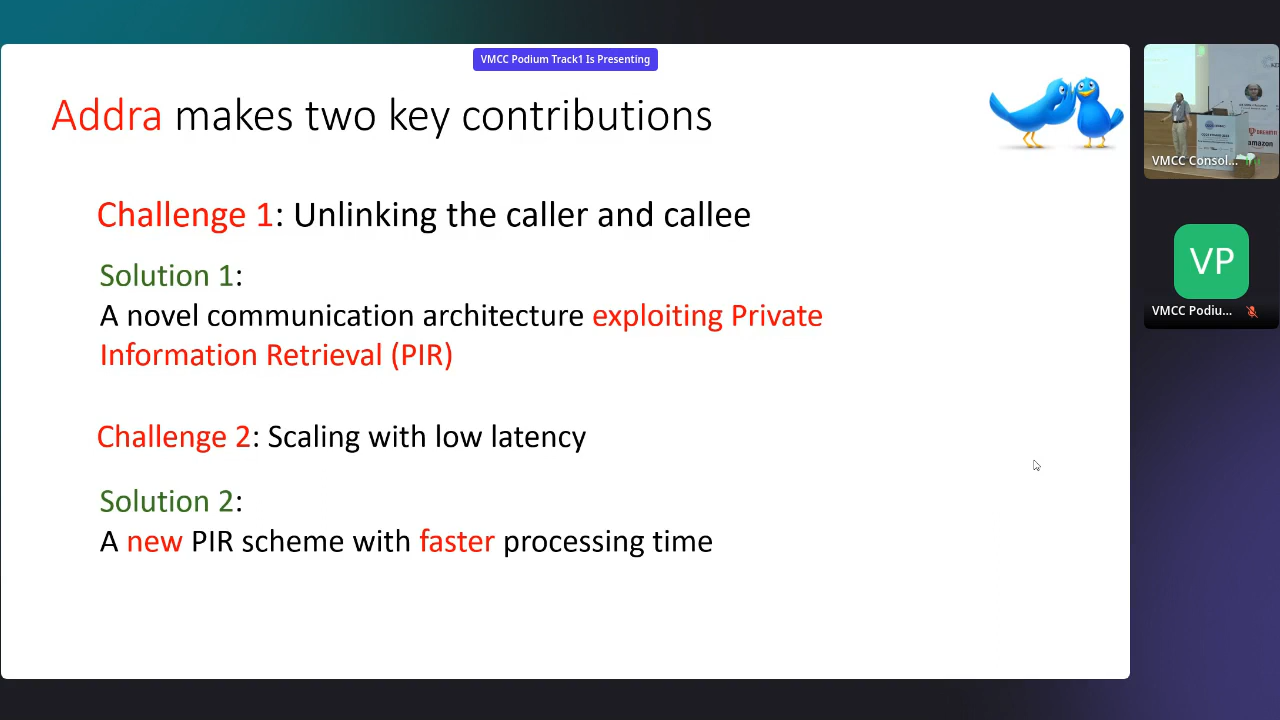 VMCC Podium Track1 Is Presenting
Addra makes two key contributions
Challenge 1: Unlinking the caller and callee
Solution 1:
A novel communication architecture exploiting Private
Information Retrieval (PIR)
Challenge 2: Scaling with low latency
Solution 2:
A new PIR scheme with faster processing time
amazon
VMCC Consol...
VP
VMCC Podiu...